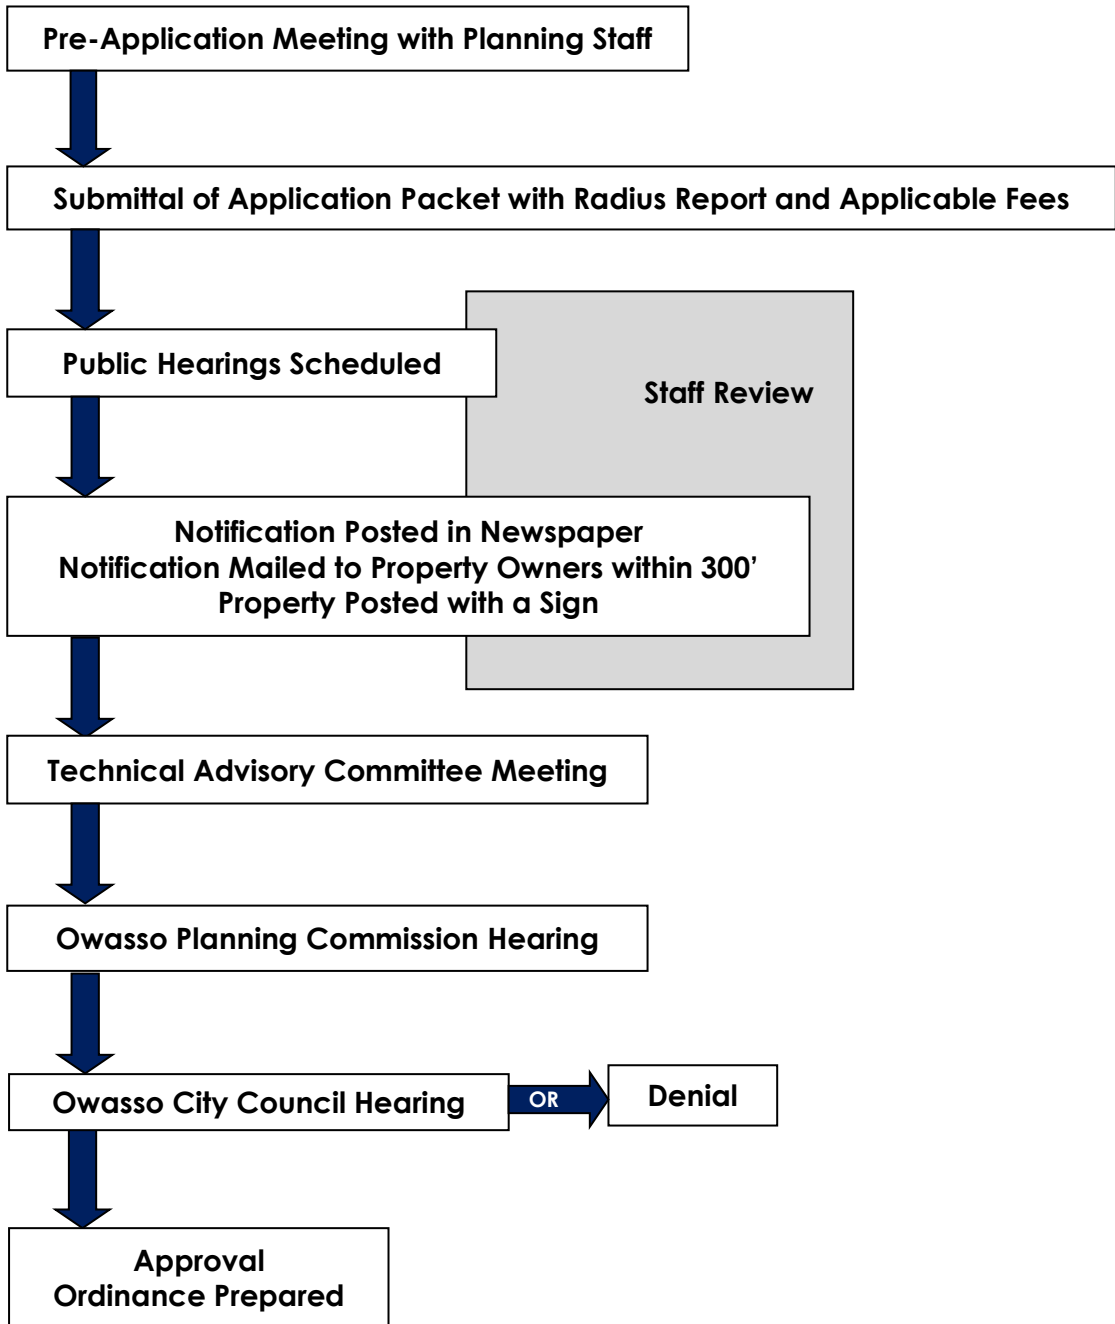 Pre-Application Meeting with Planning Staff
Submittal of Application Packet with Radius Report and Applicable Fees
Public Hearings Scheduled
Staff Review
Notification Posted in Newspaper
Notification Mailed to Property Owners within 300’
Property Posted with a Sign
Technical Advisory Committee Meeting
Owasso Planning Commission Hearing
Owasso City Council Hearing
OR
Denial
Approval
Ordinance Prepared